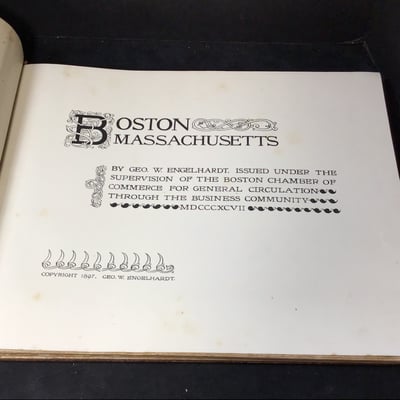 BOSTON
MASSACHUSETTS
BY GEO. W. ENGELHARDT. ISSUED UNDER THE
SUPERVISION OF THE BOSTON CHAMBER OF
COMMERCE FOR GENERAL CIRCULATION
THROUGH THE BUSINESS COMMUNITY
MDCCCXCVII
COPYRIGHT 1897. GEO. W. ENGELHARDT.